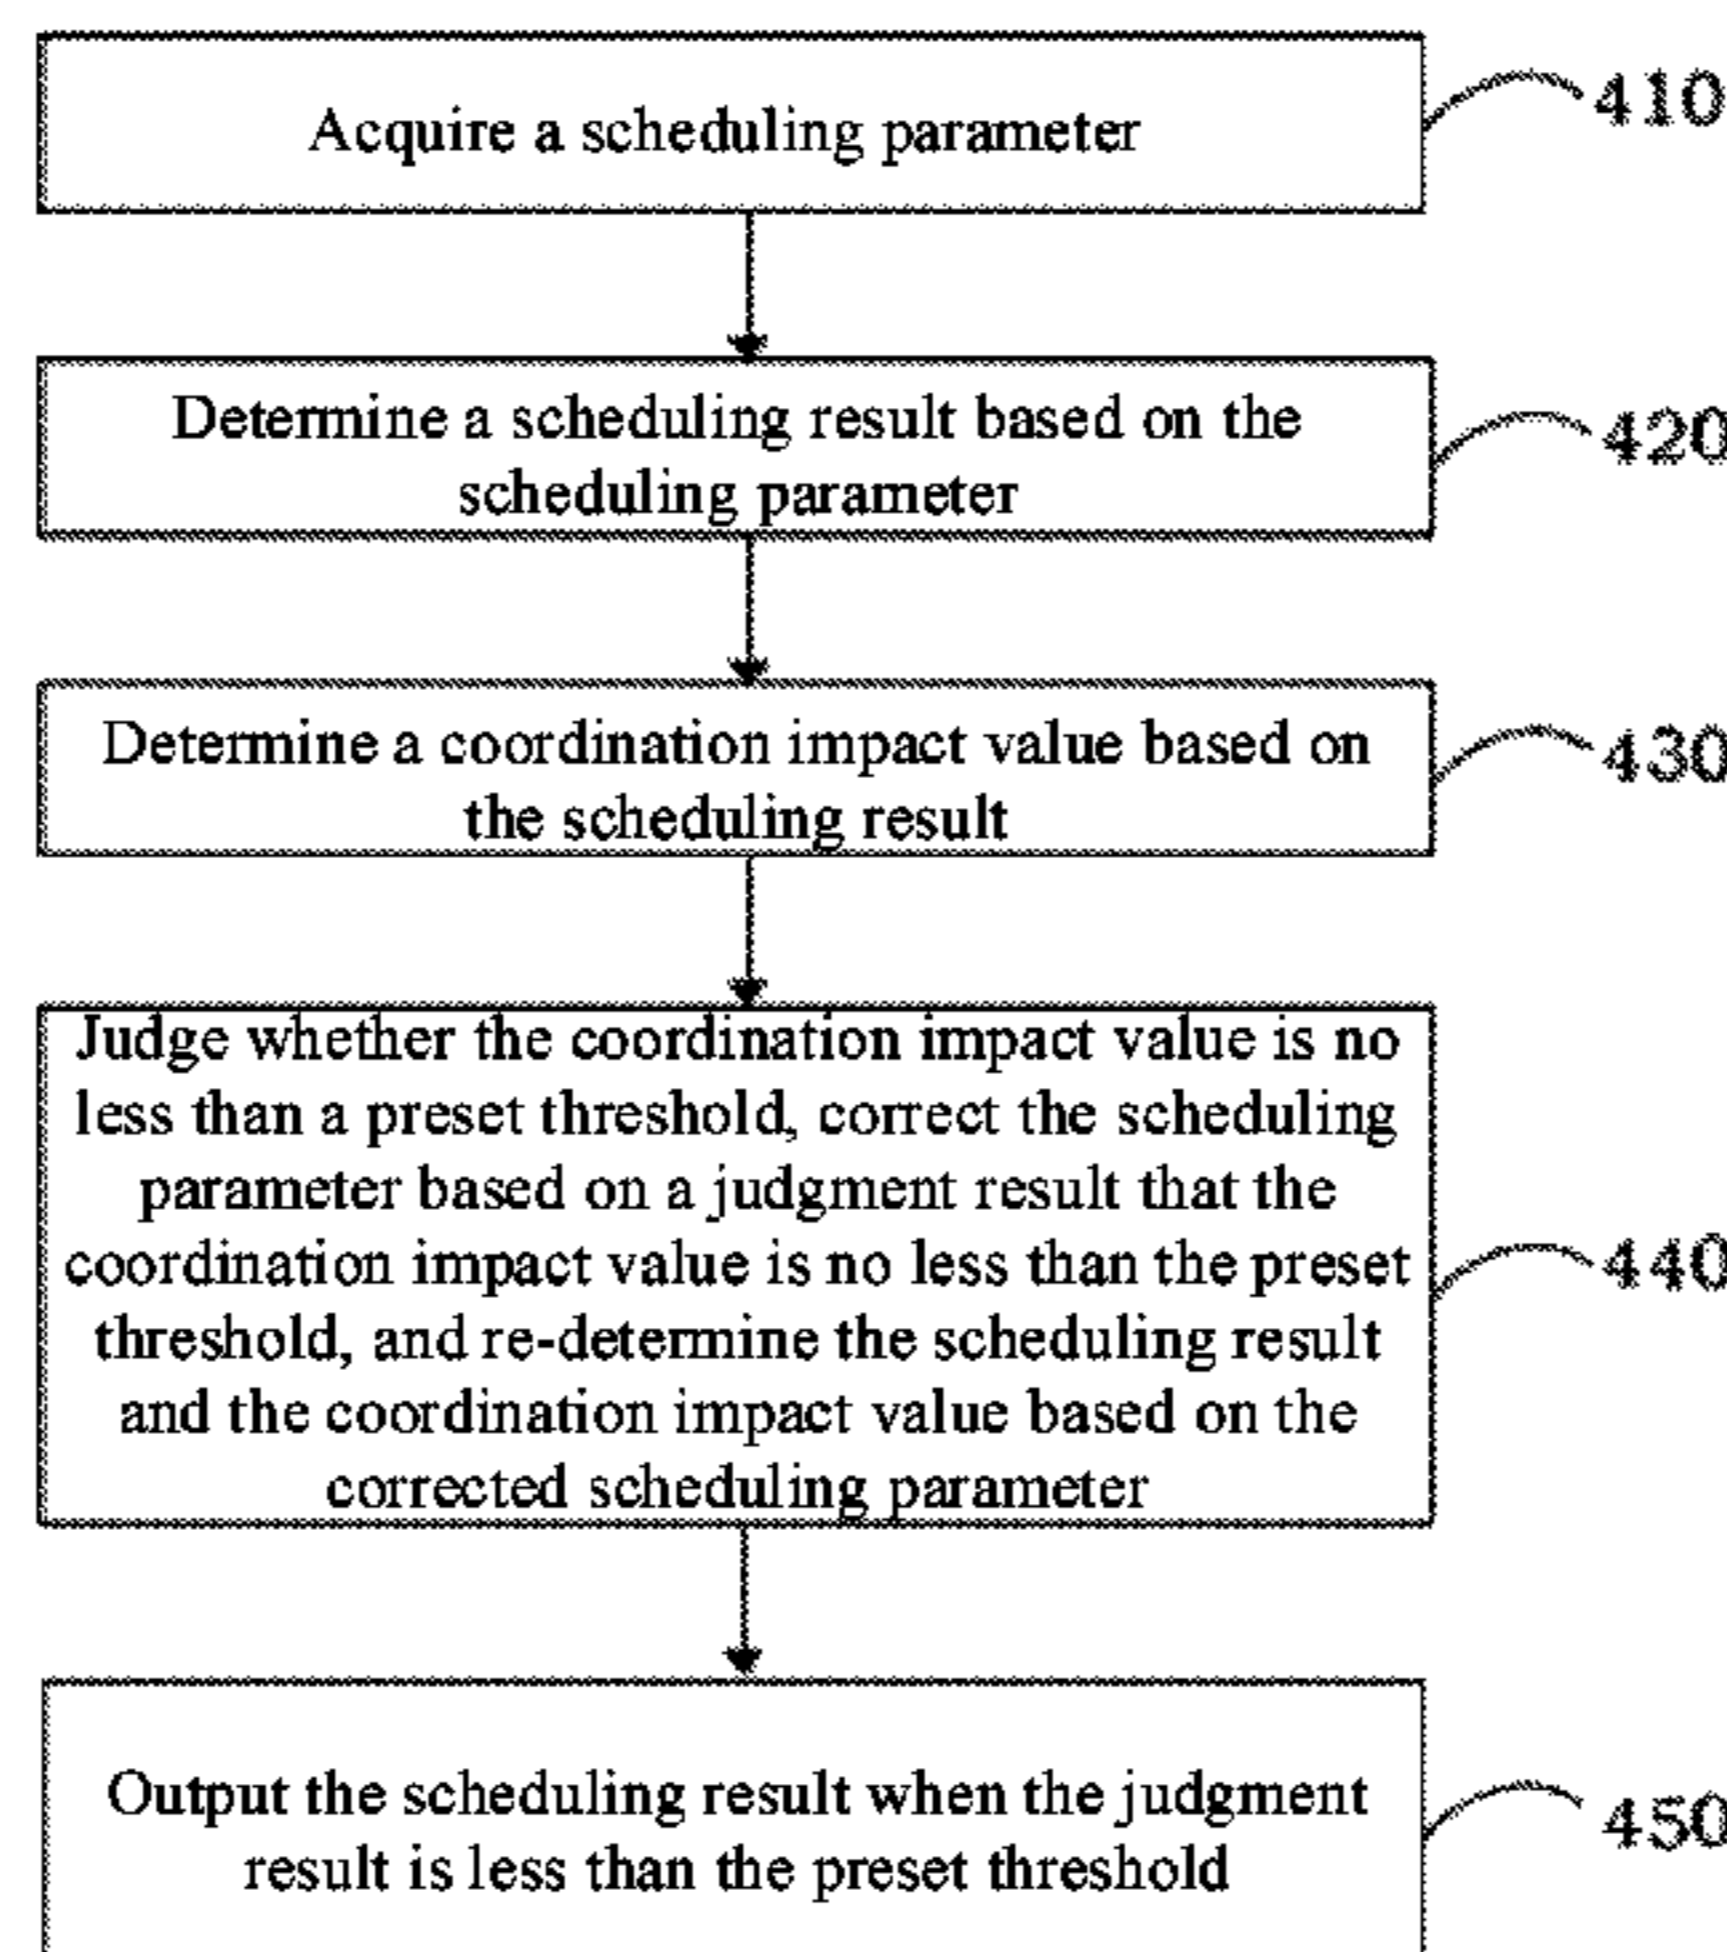 Acquire a scheduling parameter
410
Determine a scheduling result based on the
scheduling parameter
420
Determine a coordination impact value based on
the scheduling result
430
Judge whether the coordination impact value is no
less than a preset threshold, correct the scheduling
parameter based on a judgment result that the
coordination impact value is no less than the preset
threshold, and re-determine the scheduling result
and the coordination impact value based on the
corrected scheduling parameter
440
Output the scheduling result when the judgment
result is less than the preset threshold
450